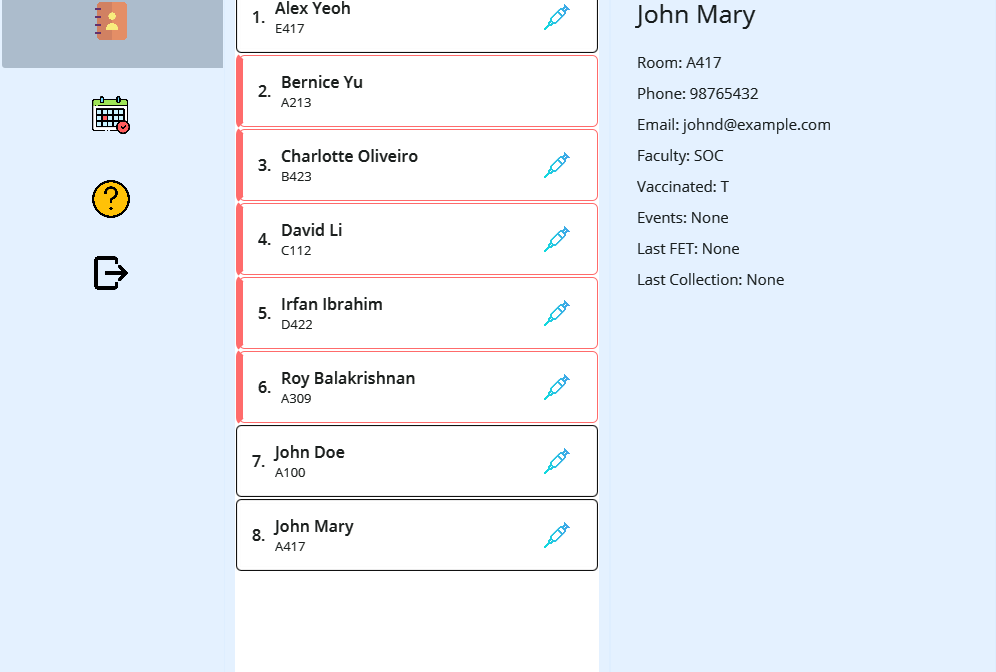 1. Alex Yeoh
E417
2. Bernice Yu
A213
3. Charlotte Oliveiro
B423
4. David Li
C112
5. Irfan Ibrahim
D422
6. Roy Balakrishnan
A309
7. John Doe
A100
8. John Mary
A417
John Mary
Room: A417
Phone: 98765432
Email: johnd@example.com
Faculty: SOC
Vaccinated: T
Events: None
Last FET: None
Last Collection: None